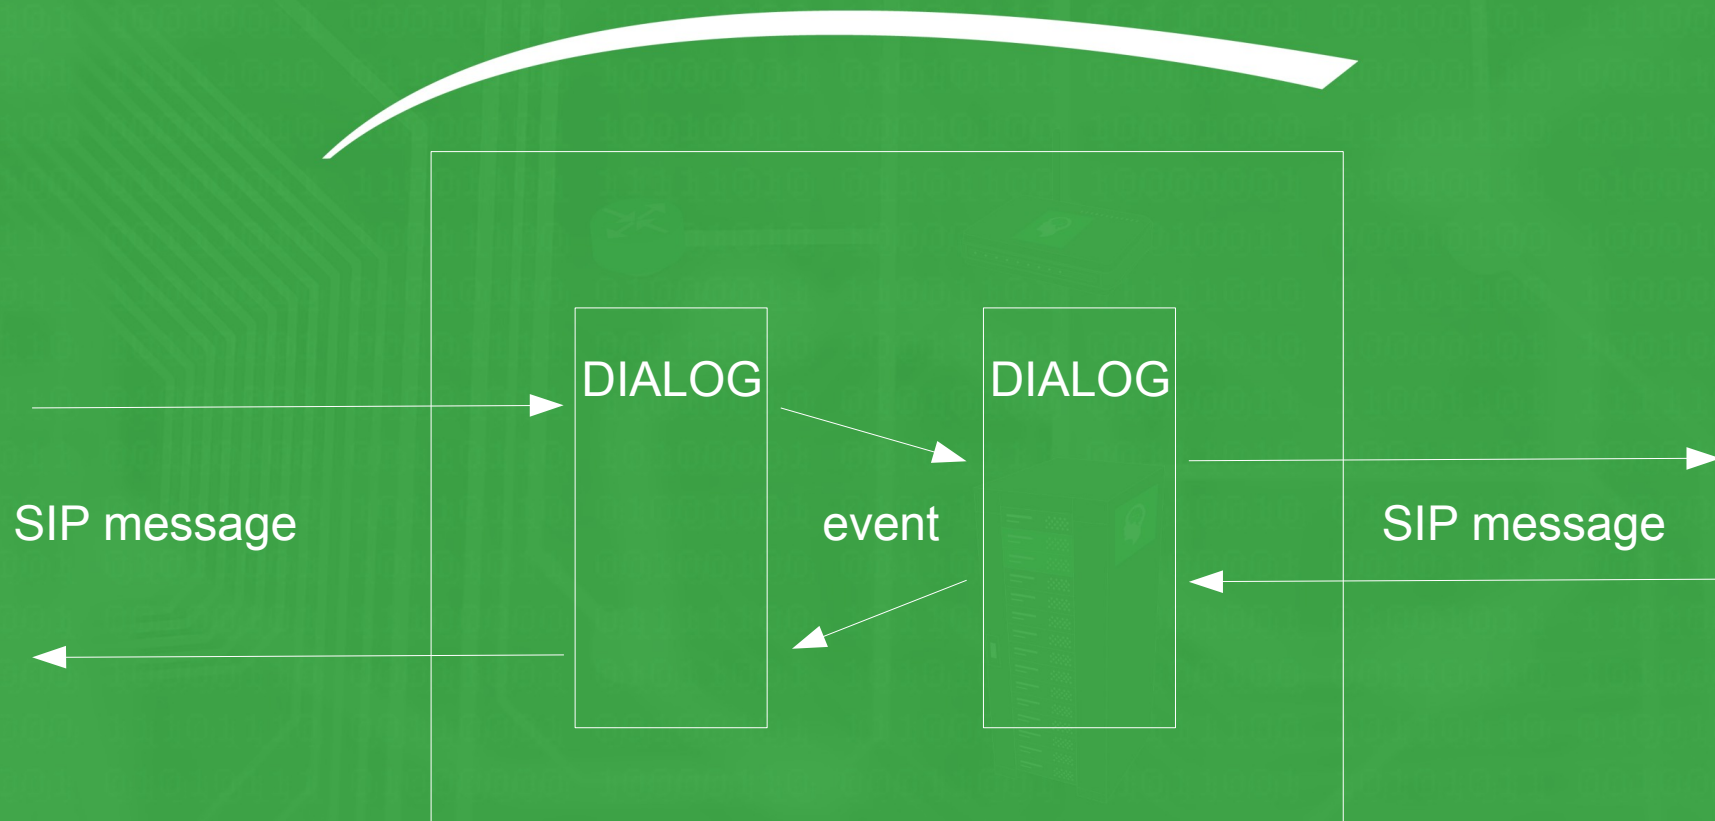 DIALOG
DIALOG
SIP message
event
SIP message